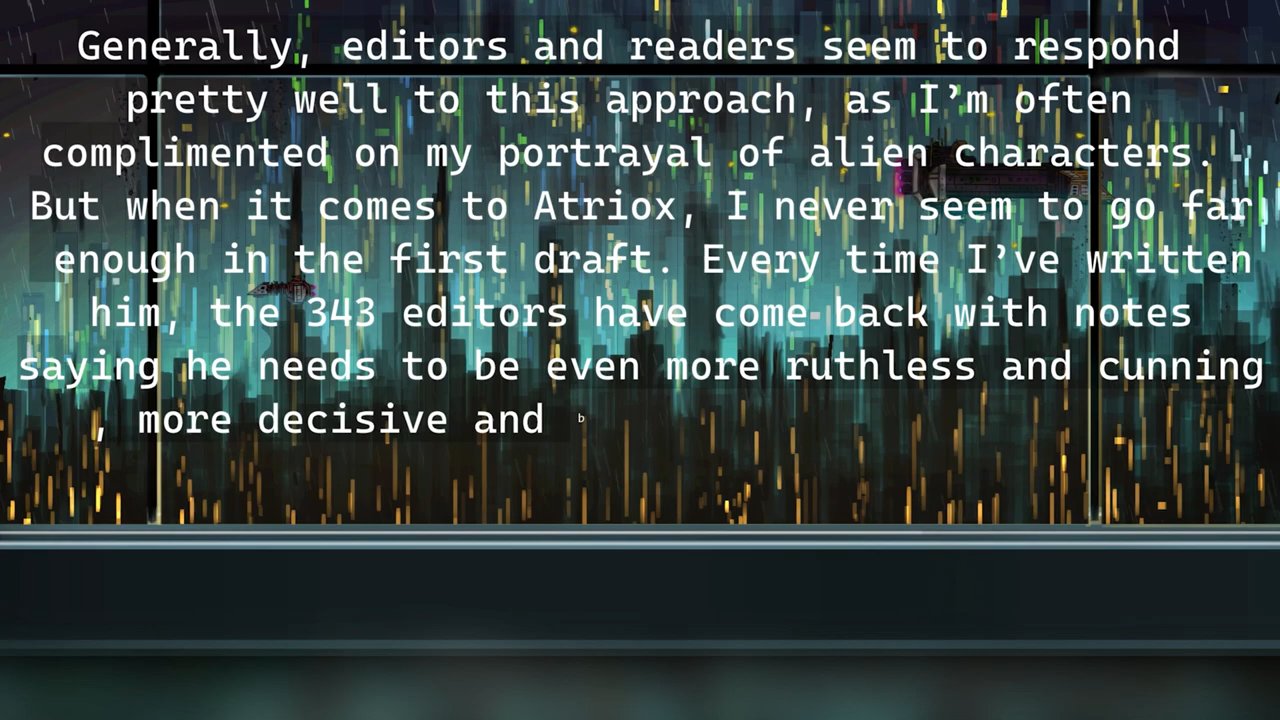 Generally, editors and readers seem to respond
pretty well to this approach, as I’m often
complimented on my portrayal of alien characters.
But when it comes to Atriox, I never seem to go far
enough in the first draft. Every time I’ve written
him, the 343 editors have come back with notes
saying he needs to be even more ruthless and cunning
, more decisive and b